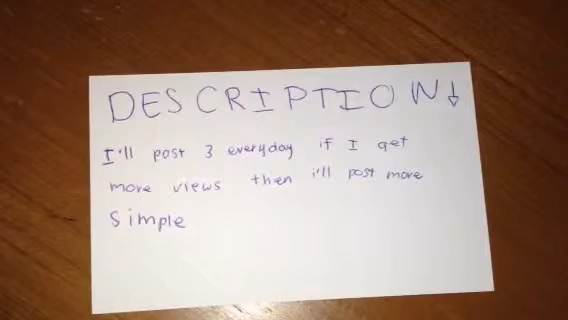 DESCRIPTION↓
I'll post 3 everyday if I get
more views then i'll post more
simple